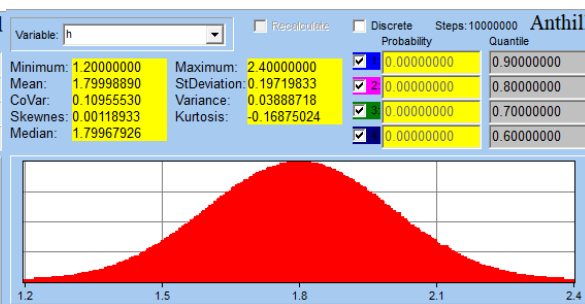 Variable: h Recalculate Discrete Steps:10000000 Anthill
Probability Quantile
Minimum: 1.20000000 Maximum: 2.40000000 1 0.00000000 0.90000000
Mean: 1.79998890 StDeviation: 0.19719833 2 0.00000000 0.80000000
CoVar: 0.10955530 Variance: 0.03888718 3 0.00000000 0.70000000
Skewnes: 0.00118933 Kurtosis: -0.16875024 0.00000000 0.60000000
Median: 1.79967926
1.2 1.5 1.8 2.1 2.4